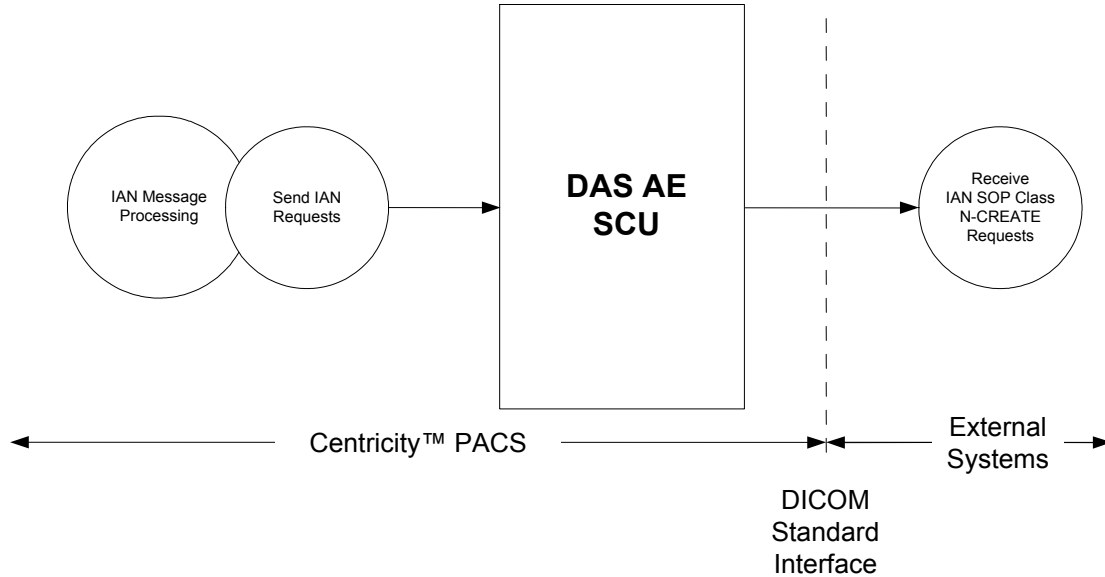 IAN Message
Processing
Send IAN
Requests
DAS AE
SCU
Receive
IAN SOP Class
N-CREATE
Requests
Centricity™ PACS
External
Systems
DICOM
Standard
Interface